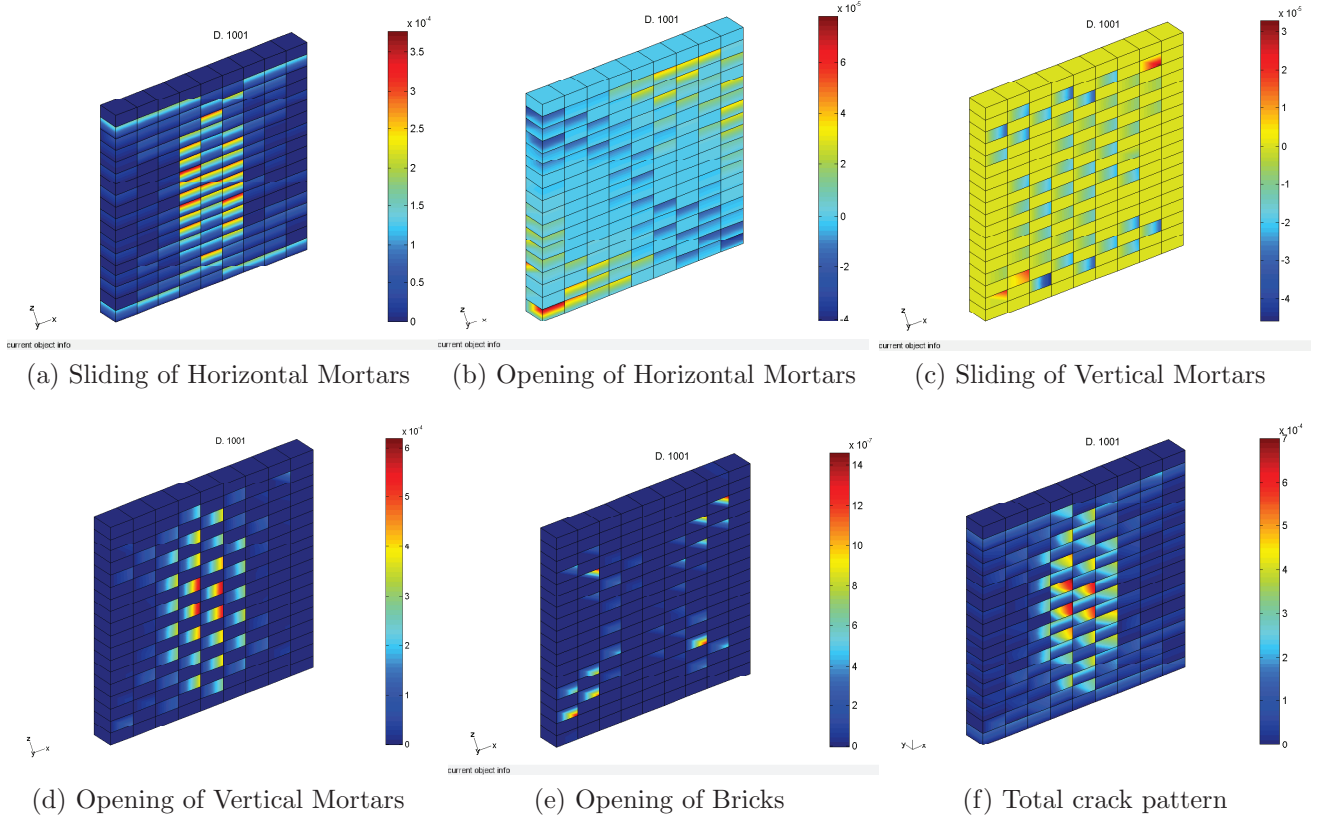 x 10^-4
x 10^-5
x 10^-5
D. 1001
D. 1001
D. 1001
3.5
3
2.5
2
1.5
1
0.5
0
6
4
2
0
-2
-4
3
2
1
0
-1
-2
-3
-4
z
y x
z
y x
z
y x
current object info
current object info
current object info
(a) Sliding of Horizontal Mortars
(b) Opening of Horizontal Mortars
(c) Sliding of Vertical Mortars
x 10^-4
x 10^-7
x 10^-4
D. 1001
D. 1001
D. 1001
6
5
4
3
2
1
0
14
12
10
8
6
4
2
0
7
6
5
4
3
2
1
0
z
y x
z
y x
y x
current object info
(d) Opening of Vertical Mortars
(e) Opening of Bricks
(f) Total crack pattern